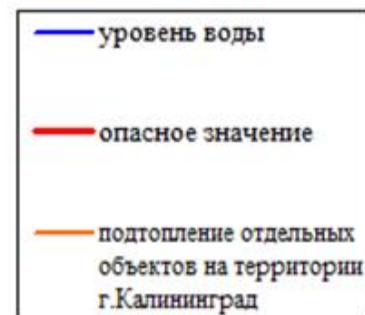 уровень воды
опасное значение
подтопление отдельных
объектов на территории
г.Калининград